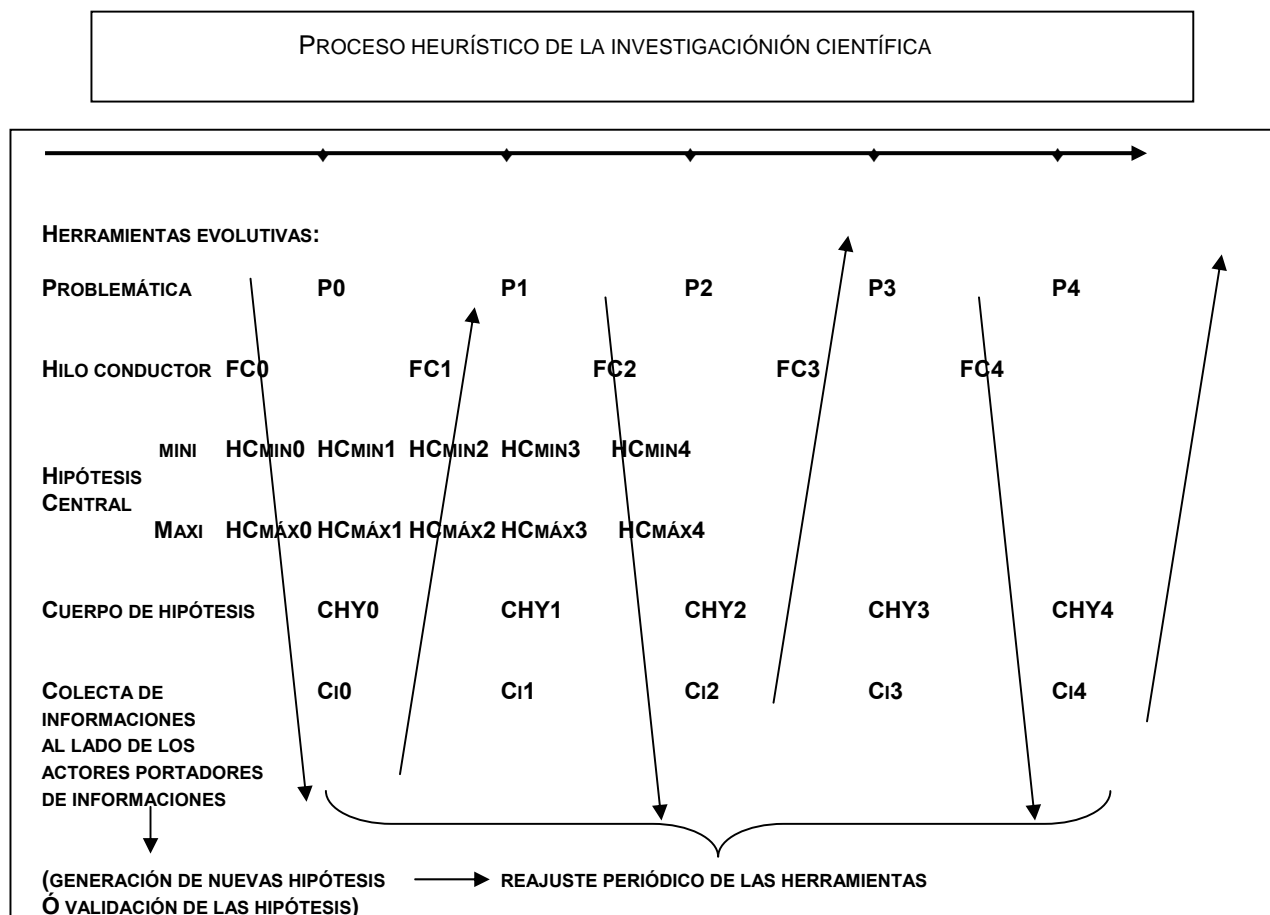 PROCESO HEURÍSTICO DE LA INVESTIGACIÓNIÓN CIENTÍFICA
HERRAMIENTAS EVOLUTIVAS:
PROBLEMÁTICA P0 P1 P2 P3 P4
HILO CONDUCTOR FC0 FC1 FC2 FC3 FC4
MINI HCMIN0 HCMIN1 HCMIN2 HCMIN3 HCMIN4
HIPÓTESIS
CENTRAL
MAXI HCMÁX0 HCMÁX1 HCMÁX2 HCMÁX3 HCMÁX4
CUERPO DE HIPÓTESIS CHY0 CHY1 CHY2 CHY3 CHY4
COLECTA DE CI0 CI1 CI2 CI3 CI4
INFORMACIONES
AL LADO DE LOS
ACTORES PORTADORES
DE INFORMACIONES
(GENERACIÓN DE NUEVAS HIPÓTESIS REAJUSTE PERIÓDICO DE LAS HERRAMIENTAS
Ó VALIDACIÓN DE LAS HIPÓTESIS)